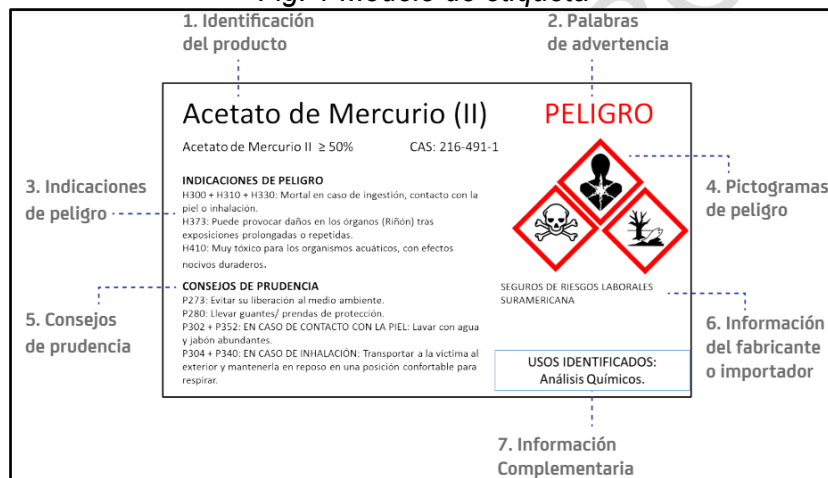 Fig. 1 Modelo de etiqueta
1. Identificación
del producto
2. Palabras
de advertencia
Acetato de Mercurio (II)
PELIGRO
Acetato de Mercurio II ≥ 50%
CAS: 216-491-1
3. Indicaciones
de peligro
INDICACIONES DE PELIGRO
H300 + H310 + H330: Mortal en caso de ingestión, contacto con la
piel o inhalación.
H373: Puede provocar daños en los órganos (Riñón) tras
exposiciones prolongadas o repetidas.
H410: Muy tóxico para los organismos acuáticos, con efectos
nocivos duraderos.
4. Pictogramas
de peligro
5. Consejos
de prudencia
CONSEJOS DE PRUDENCIA
P273: Evitar su liberación al medio ambiente.
P280: Llevar guantes/ prendas de protección.
P302 + P352: EN CASO DE CONTACTO CON LA PIEL: Lavar con agua
y jabón abundantes.
P304 + P340: EN CASO DE INHALACIÓN: Transportar a la víctima al
exterior y mantenerla en reposo en una posición confortable para
respirar.
SEGUROS DE RIESGOS LABORALES
SURAMERICANA
6. Información
del fabricante
o importador
USOS IDENTIFICADOS:
Análisis Químicos.
7. Información
Complementaria